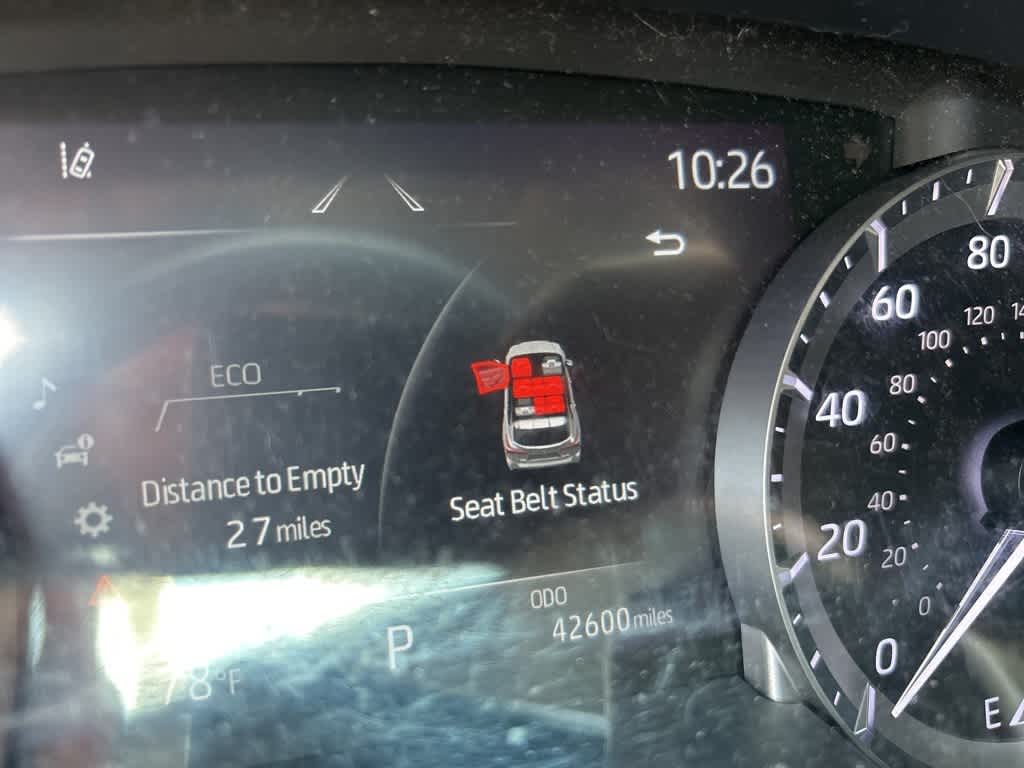 10:26
ECO
Distance to Empty
27 miles
Seat Belt Status
ODO
42600 miles
P
78°F
80
60
40
20
0
120
100
80
60
40
20
0
E